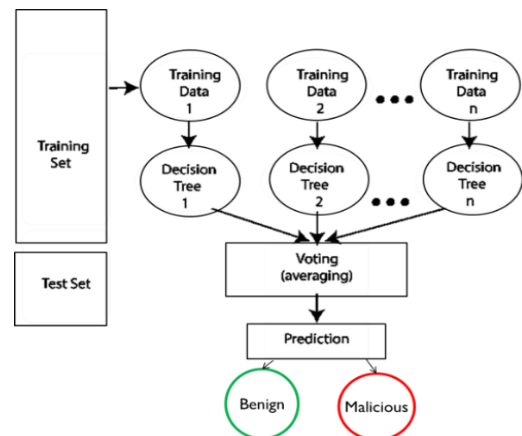 Training
Data
1
Training
Data
2
Training
Data
n
Training
Set
Decision
Tree
1
Decision
Tree
2
Decision
Tree
n
Voting
(averaging)
Test Set
Prediction
Benign
Malicious